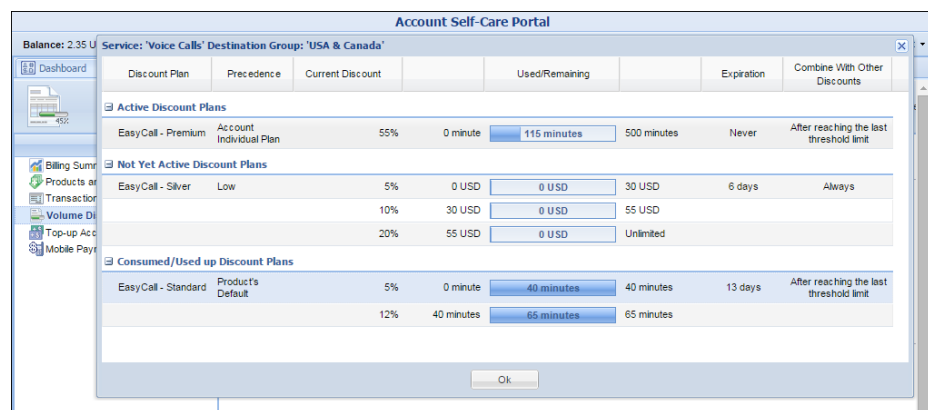 Account Self-Care Portal
Balance: 2.35 U
Service: 'Voice Calls' Destination Group: 'USA & Canada'
Dashboard
Discount Plan Precedence Current Discount Used/Remaining Expiration Combine With Other Discounts
45%
Active Discount Plans
EasyCall - Premium Account Individual Plan 55% 0 minute 115 minutes 500 minutes Never After reaching the last threshold limit
Billing Summ
Not Yet Active Discount Plans
Products an
EasyCall - Silver Low 5% 0 USD 0 USD 30 USD 6 days Always
Transaction
10% 30 USD 0 USD 55 USD
Volume Di
20% 55 USD 0 USD Unlimited
Top-up Acc
Mobile Paym
Consumed/Used up Discount Plans
EasyCall - Standard Product's Default 5% 0 minute 40 minutes 40 minutes 13 days After reaching the last threshold limit
12% 40 minutes 65 minutes 65 minutes
Ok